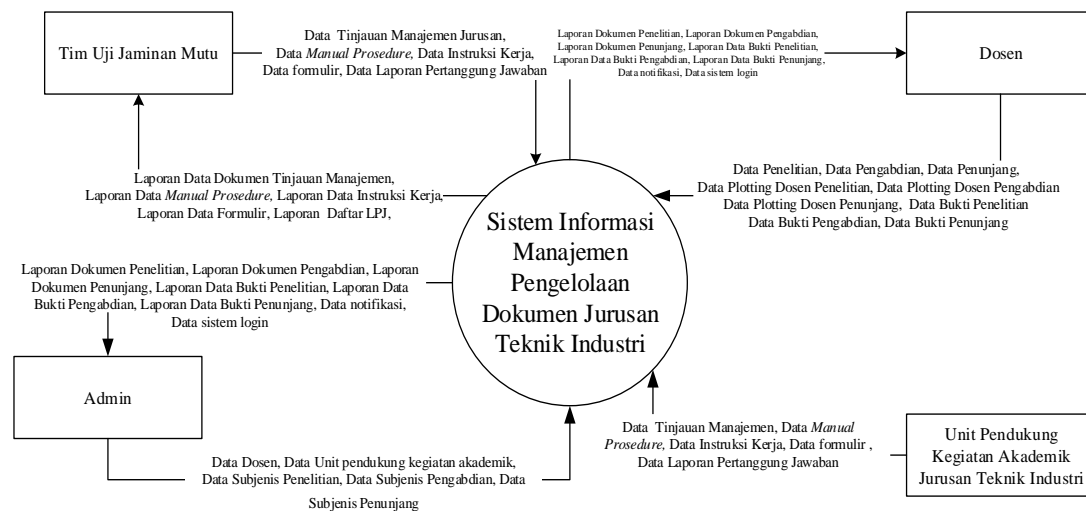 Tim Uji Jaminan Mutu
Data Tinjauan Manajemen Jurusan,
Data Manual Prosedure, Data Instruksi Kerja,
Data formulir, Data Laporan Pertanggung Jawaban
Laporan Dokumen Penelitian, Laporan Dokumen Pengabdian,
Laporan Dokumen Penunjang, Laporan Data Bukti Penelitian,
Laporan Data Bukti Pengabdian, Laporan Data Bukti Penunjang,
Data notifikasi, Data sistem login
Dosen
Laporan Data Dokumen Tinjauan Manajemen,
Laporan Data Manual Prosedure, Laporan Data Instruksi Kerja,
Laporan Data Formulir, Laporan Daftar LPJ,
Data Penelitian, Data Pengabdian, Data Penunjang,
Data Plotting Dosen Penelitian, Data Plotting Dosen Pengabdian
Data Plotting Dosen Penunjang, Data Bukti Penelitian
Data Bukti Pengabdian, Data Bukti Penunjang
Sistem Informasi
Manajemen
Pengelolaan
Dokumen Jurusan
Teknik Industri
Laporan Dokumen Penelitian, Laporan Dokumen Pengabdian, Laporan
Dokumen Penunjang, Laporan Data Bukti Penelitian, Laporan Data
Bukti Pengabdian, Laporan Data Bukti Penunjang, Data notifikasi,
Data sistem login
Admin
Data Dosen, Data Unit pendukung kegiatan akademik,
Data Subjenis Penelitian, Data Subjenis Pengabdian, Data
Subjenis Penunjang
Data Tinjauan Manajemen, Data Manual
Prosedure, Data Instruksi Kerja, Data formulir ,
Data Laporan Pertanggung Jawaban
Unit Pendukung
Kegiatan Akademik
Jurusan Teknik Industri